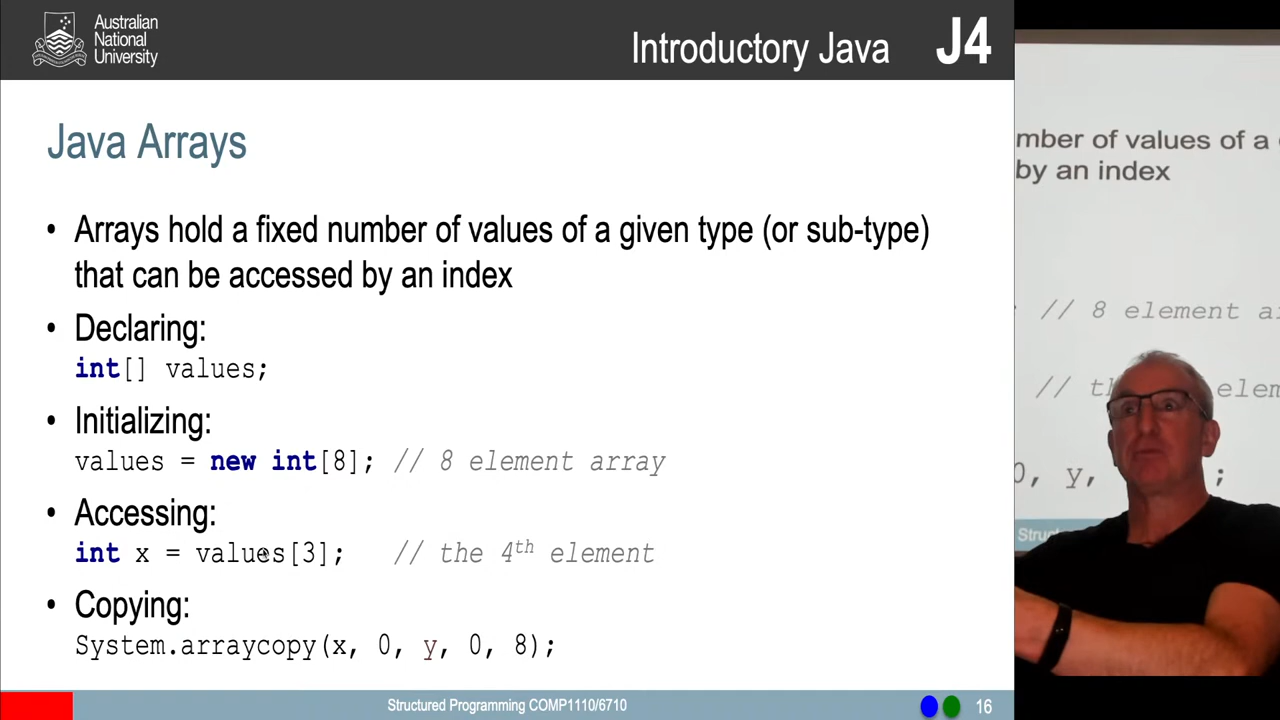 Australian
National
University
Introductory Java J4
Java Arrays
• Arrays hold a fixed number of values of a given type (or sub-type)
that can be accessed by an index
• Declaring:
int[] values;
• Initializing:
values = new int[8]; // 8 element array
• Accessing:
int x = values[3]; // the 4th element
• Copying:
System.arraycopy(x, 0, y, 0, 8);
Structured Programming COMP1110/6710
16
mber of values of a
by an index
// 8 element
//
elem
0, y, ;